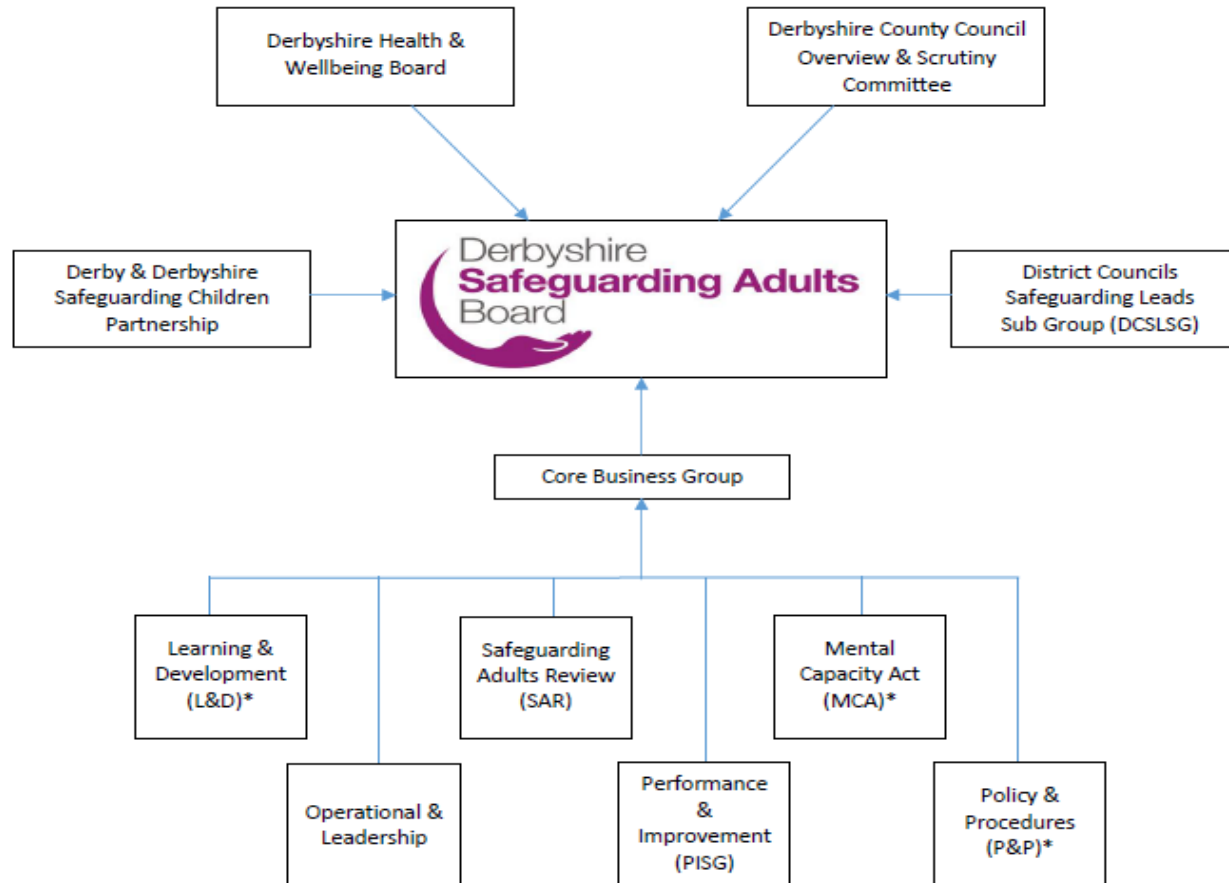 Derbyshire Health &
Wellbeing Board
Derbyshire County Council
Overview & Scrutiny
Committee
Derby & Derbyshire
Safeguarding Children
Partnership
Derbyshire
Safeguarding Adults
Board
District Councils
Safeguarding Leads
Sub Group (DCSLSG)
Core Business Group
Learning &
Development
(L&D)*
Safeguarding
Adults Review
(SAR)
Mental
Capacity Act
(MCA)*
Operational &
Leadership
Performance
&
Improvement
(PISG)
Policy &
Procedures
(P&P)*